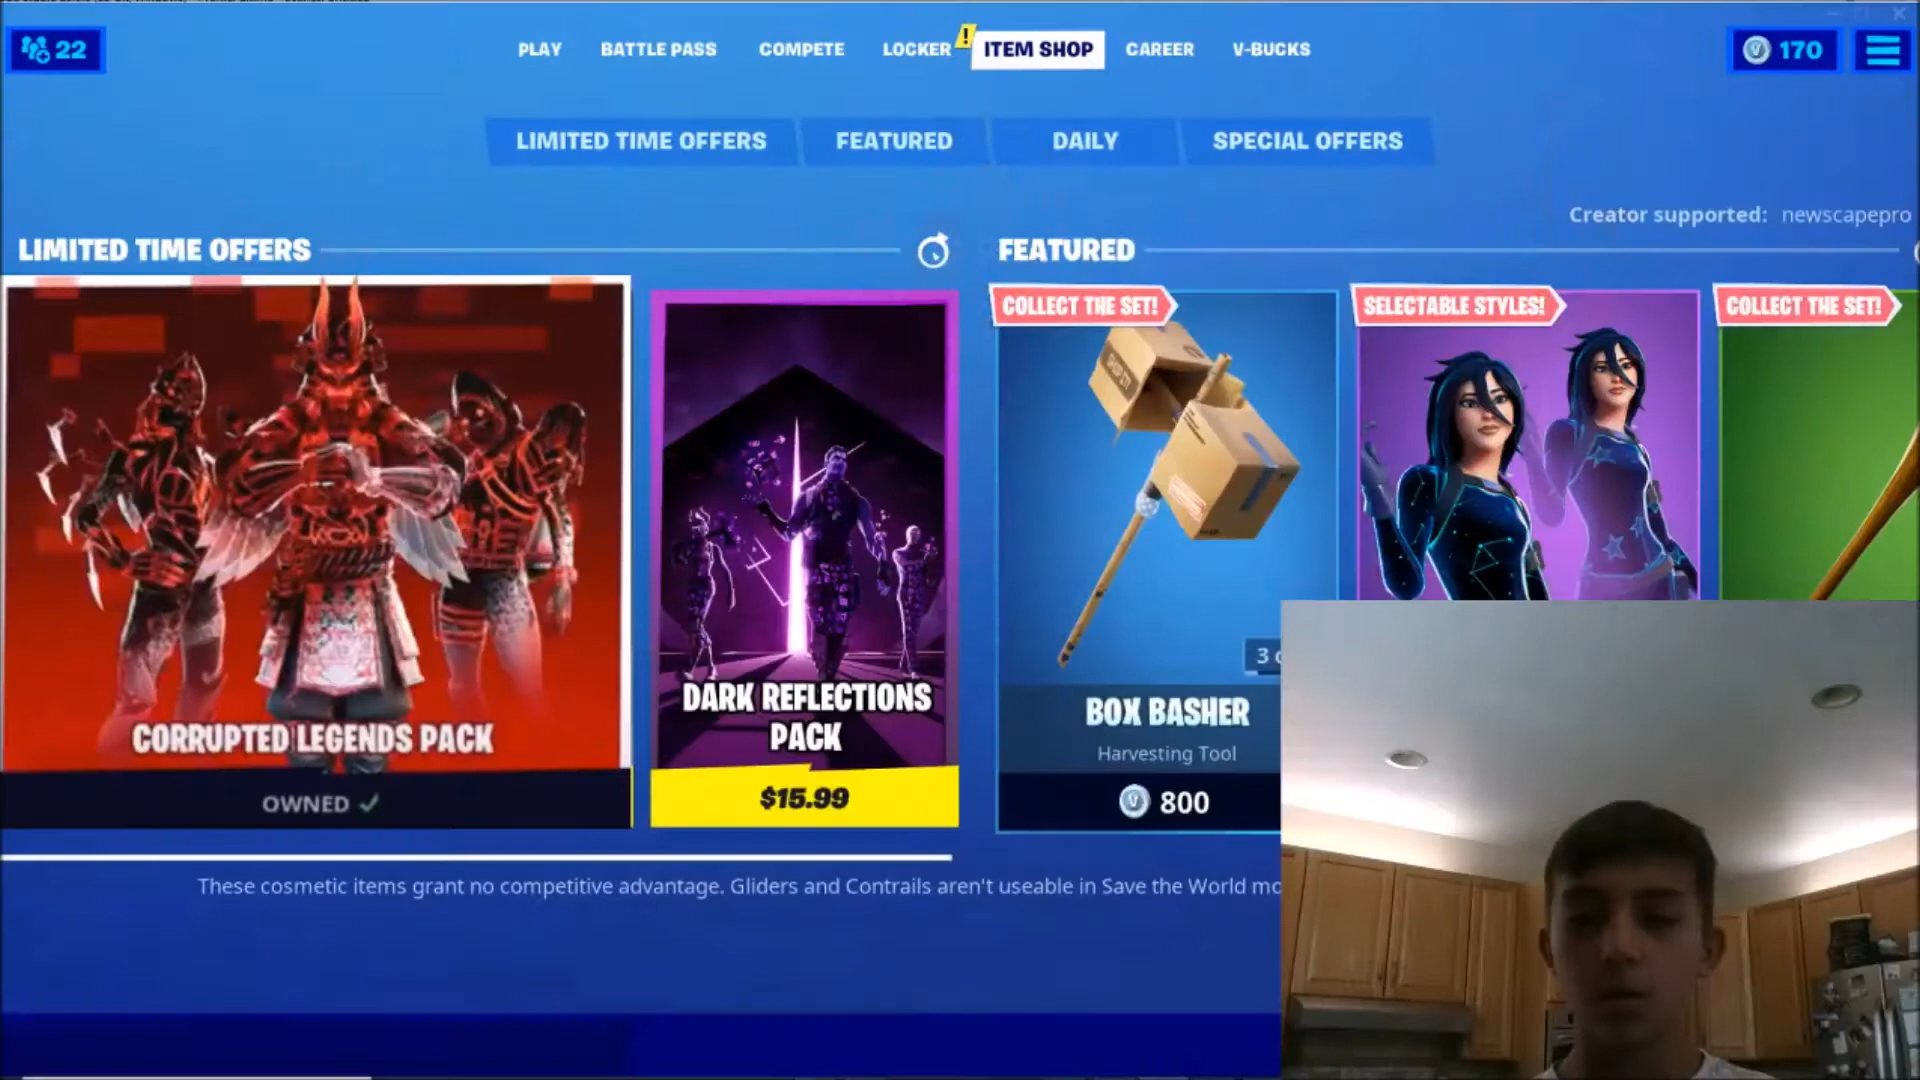 22
PLAY
BATTLE PASS
COMPETE
LOCKER
!
ITEM SHOP
CAREER
V-BUCKS
170
LIMITED TIME OFFERS
FEATURED
DAILY
SPECIAL OFFERS
Creator supported: newscapepro
LIMITED TIME OFFERS
FEATURED
COLLECT THE SET!
SELECTABLE STYLES!
COLLECT THE SET!
CORRUPTED LEGENDS PACK
OWNED
DARK REFLECTIONS
PACK
$15.99
3
BOX BASHER
Harvesting Tool
800
These cosmetic items grant no competitive advantage. Gliders and Contrails aren't useable in Save the World